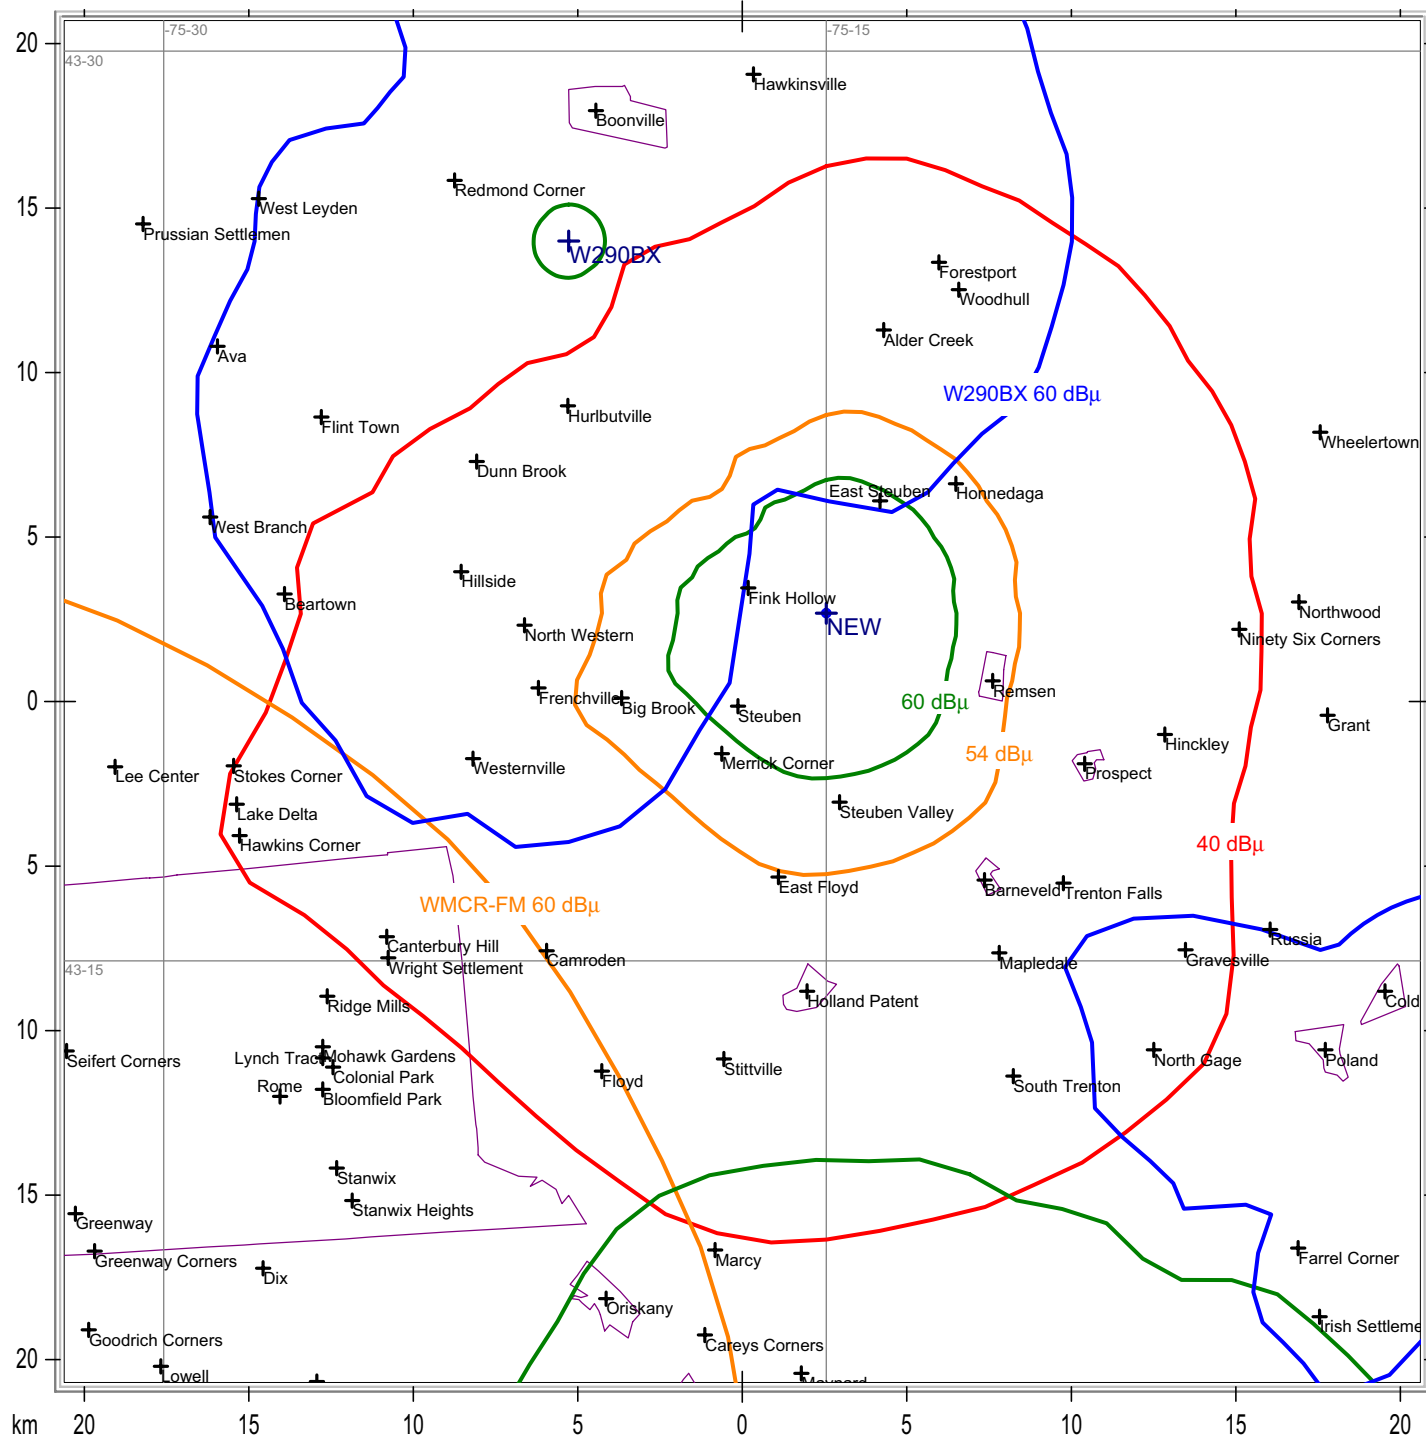 -75-30
-75-15
20
43-30
Hawkinsville
Boonville
Redmond Corner
15
West Leyden
Prussian Settlemen
W290BX
Forestport
Woodhull
Alder Creek
Ava
10
W290BX 60 dBμ
Hurlbutville
Flint Town
Wheelertown
Dunn Brook
East Steuben
Honnedaga
West Branch
5
Hillside
Fink Hollow
Beartown
Northwood
NEW
North Western
Ninety Six Corners
Remsen
Frenchville
Big Brook
60 dBμ
0
Steuben
Grant
Hinckley
54 dBμ
Merrick Corner
Westernville
Prospect
Lee Center
Stokes Corner
Steuben Valley
Lake Delta
Hawkins Corner
40 dBμ
5
East Floyd
Barneveld
Trenton Falls
WMCR-FM 60 dBμ
Russia
Canterbury Hill
Camroden
Mapledale
Gravesville
Wright Settlement
43-15
Holland Patent
Cold
Ridge Mills
10
Lynch Tract
Mohawk Gardens
Seifert Corners
Stittville
North Gage
Poland
Colonial Park
Floyd
South Trenton
Rome
Bloomfield Park
Stanwix
15
Stanwix Heights
Greenway
Greenway Corners
Marcy
Farrel Corner
Dix
Oriskany
Irish Settleme
Goodrich Corners
Careys Corners
20
Lowell
Maynard
km
20
15
10
5
0
5
10
15
20